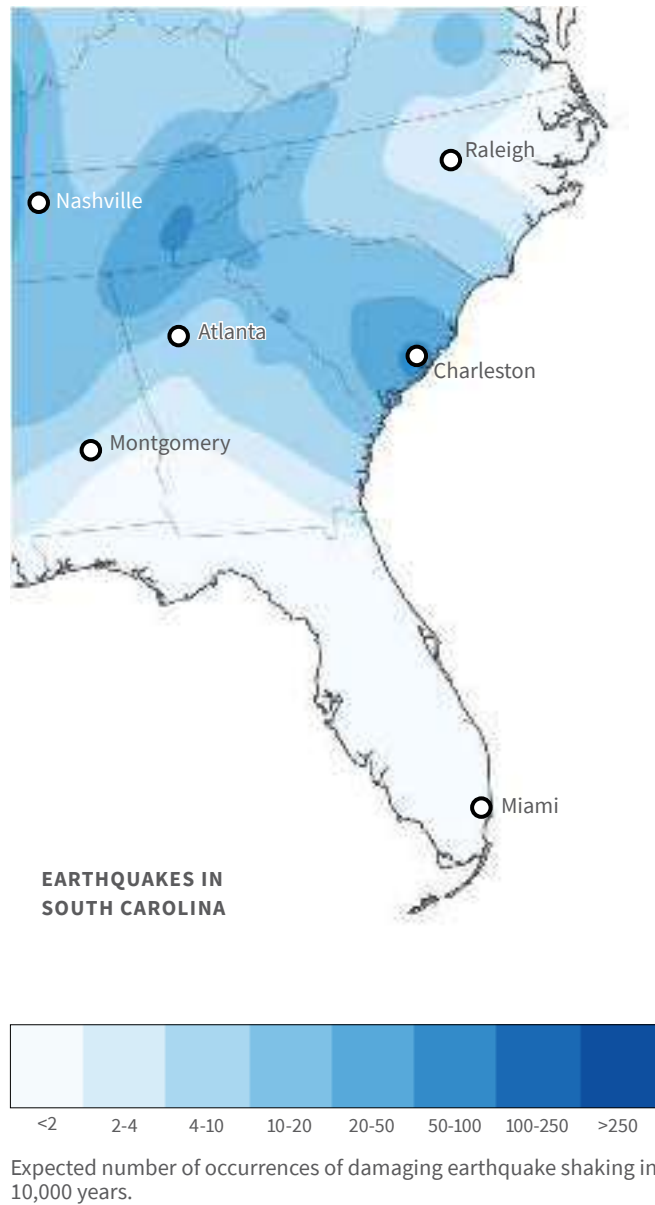 Raleigh
Nashville
Atlanta
Charleston
Montgomery
Miami
EARTHQUAKES IN
SOUTH CAROLINA
<2 2-4 4-10 10-20 20-50 50-100 100-250 >250
Expected number of occurrences of damaging earthquake shaking in
10,000 years.